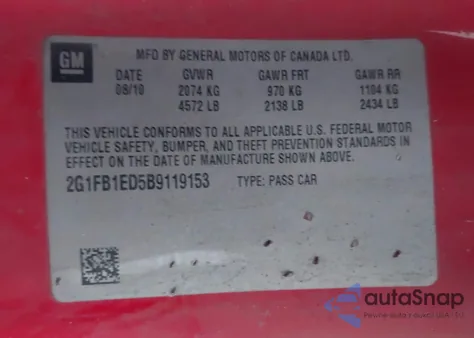 GM
MFD BY GENERAL MOTORS OF CANADA LTD.
DATE GVWR GAWR FRT GAWR RR
08/10 2074 KG 970 KG 1104 KG
4572 LB 2138 LB 2434 LB
THIS VEHICLE CONFORMS TO ALL APPLICABLE U.S. FEDERAL MOTOR
VEHICLE SAFETY, BUMPER, AND THEFT PREVENTION STANDARDS IN
EFFECT ON THE DATE OF MANUFACTURE SHOWN ABOVE.
2G1FB1ED5B9119153 TYPE: PASS CAR
autaSnap